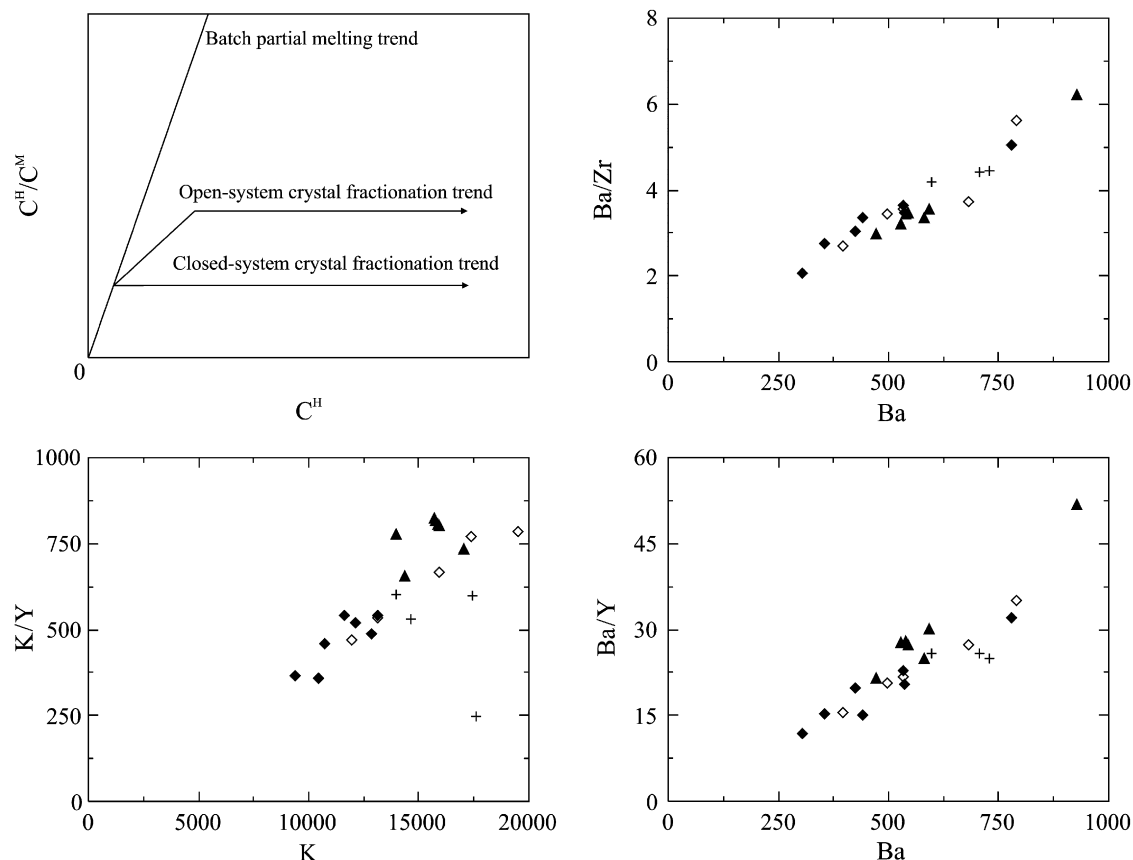 Batch partial melting trend
Open-system crystal fractionation trend
Closed-system crystal fractionation trend
C^H/C^M
0
C^H
8
6
4
2
0
Ba/Zr
0 250 500 750 1000
Ba
1000
750
500
250
0
K/Y
0 5000 10000 15000 20000
K
60
45
30
15
0
Ba/Y
0 250 500 750 1000
Ba